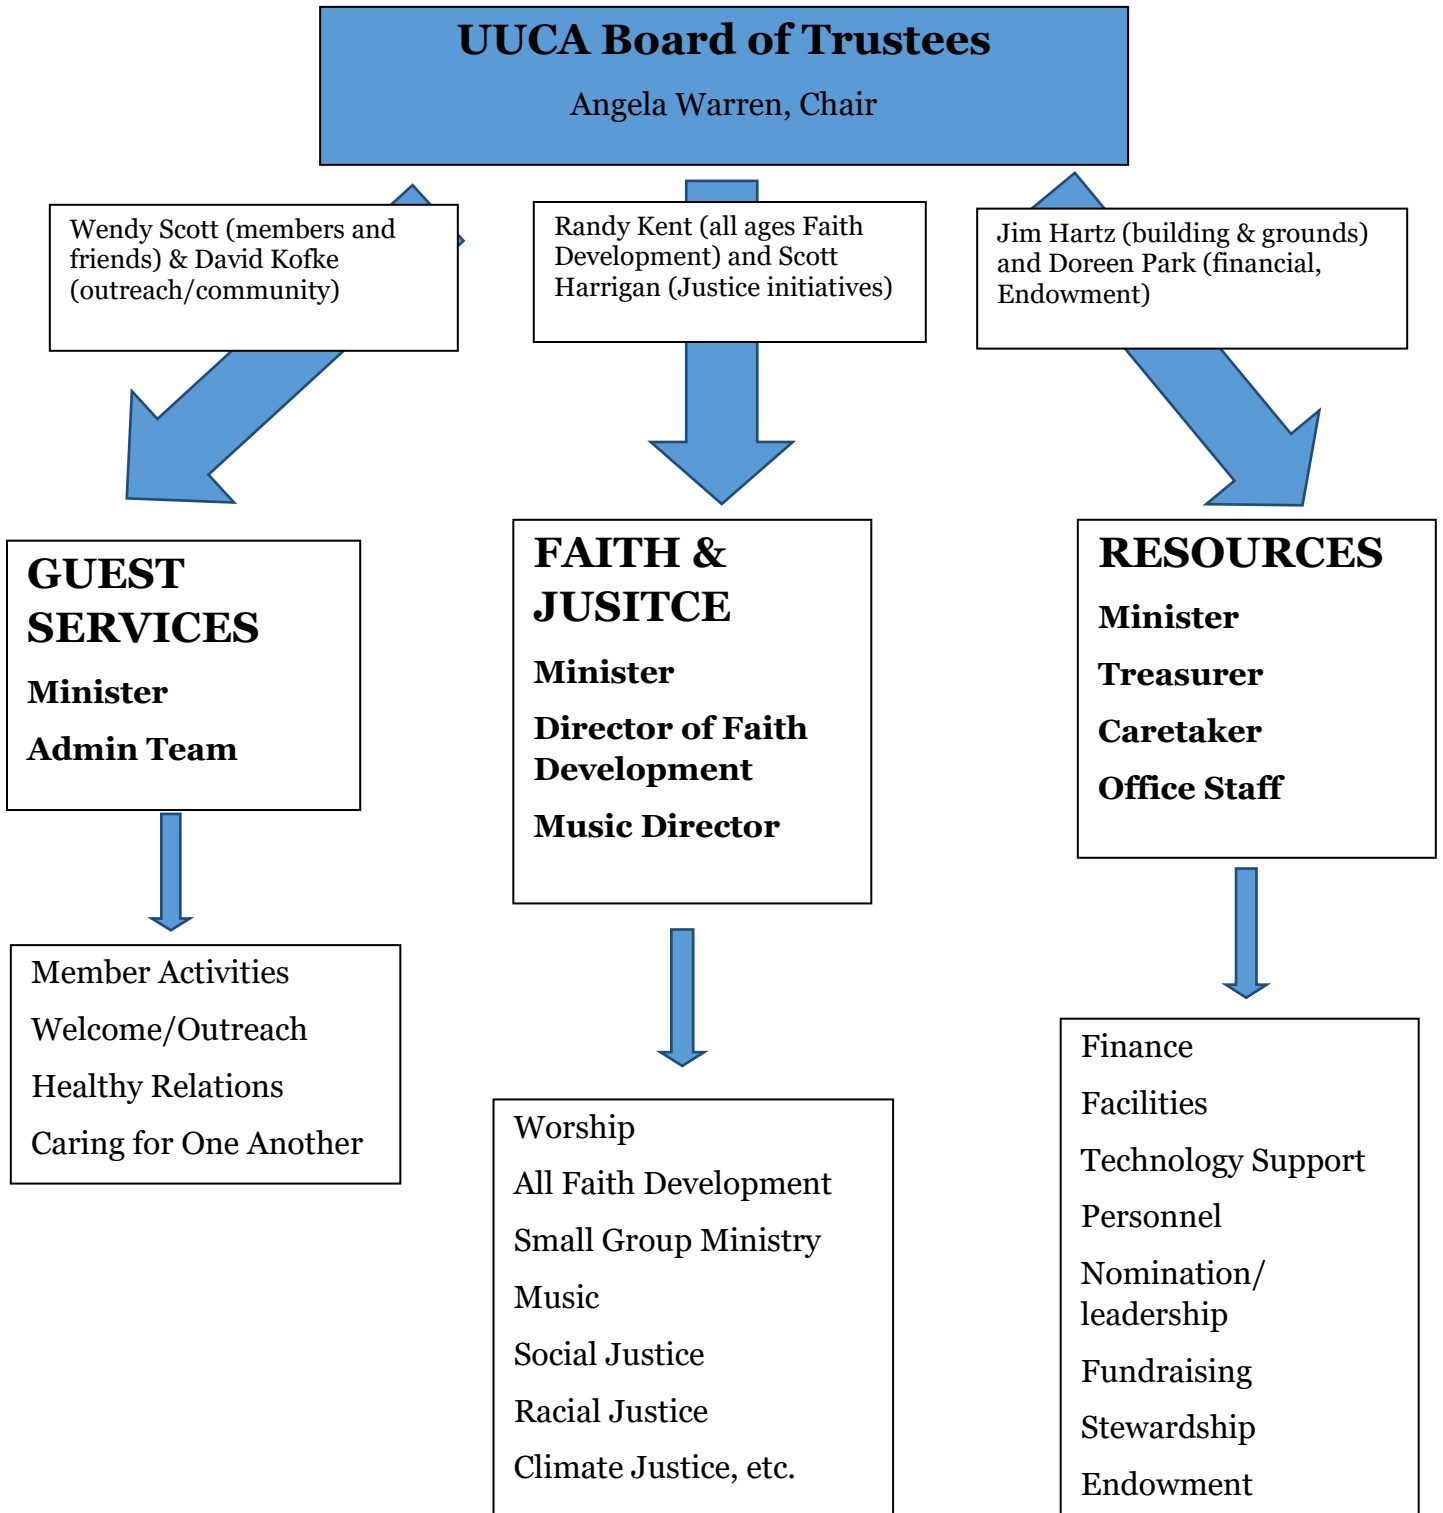 UUCA Board of Trustees
Angela Warren, Chair
Wendy Scott (members and
friends) & David Kofke
(outreach/community)
Randy Kent (all ages Faith
Development) and Scott
Harrigan (Justice initiatives)
Jim Hartz (building & grounds)
and Doreen Park (financial,
Endowment)
GUEST
SERVICES
Minister
Admin Team
FAITH &
JUSITCE
Minister
Director of Faith
Development
Music Director
RESOURCES
Minister
Treasurer
Caretaker
Office Staff
Member Activities
Welcome/Outreach
Healthy Relations
Caring for One Another
Worship
All Faith Development
Small Group Ministry
Music
Social Justice
Racial Justice
Climate Justice, etc.
Finance
Facilities
Technology Support
Personnel
Nomination/
leadership
Fundraising
Stewardship
Endowment